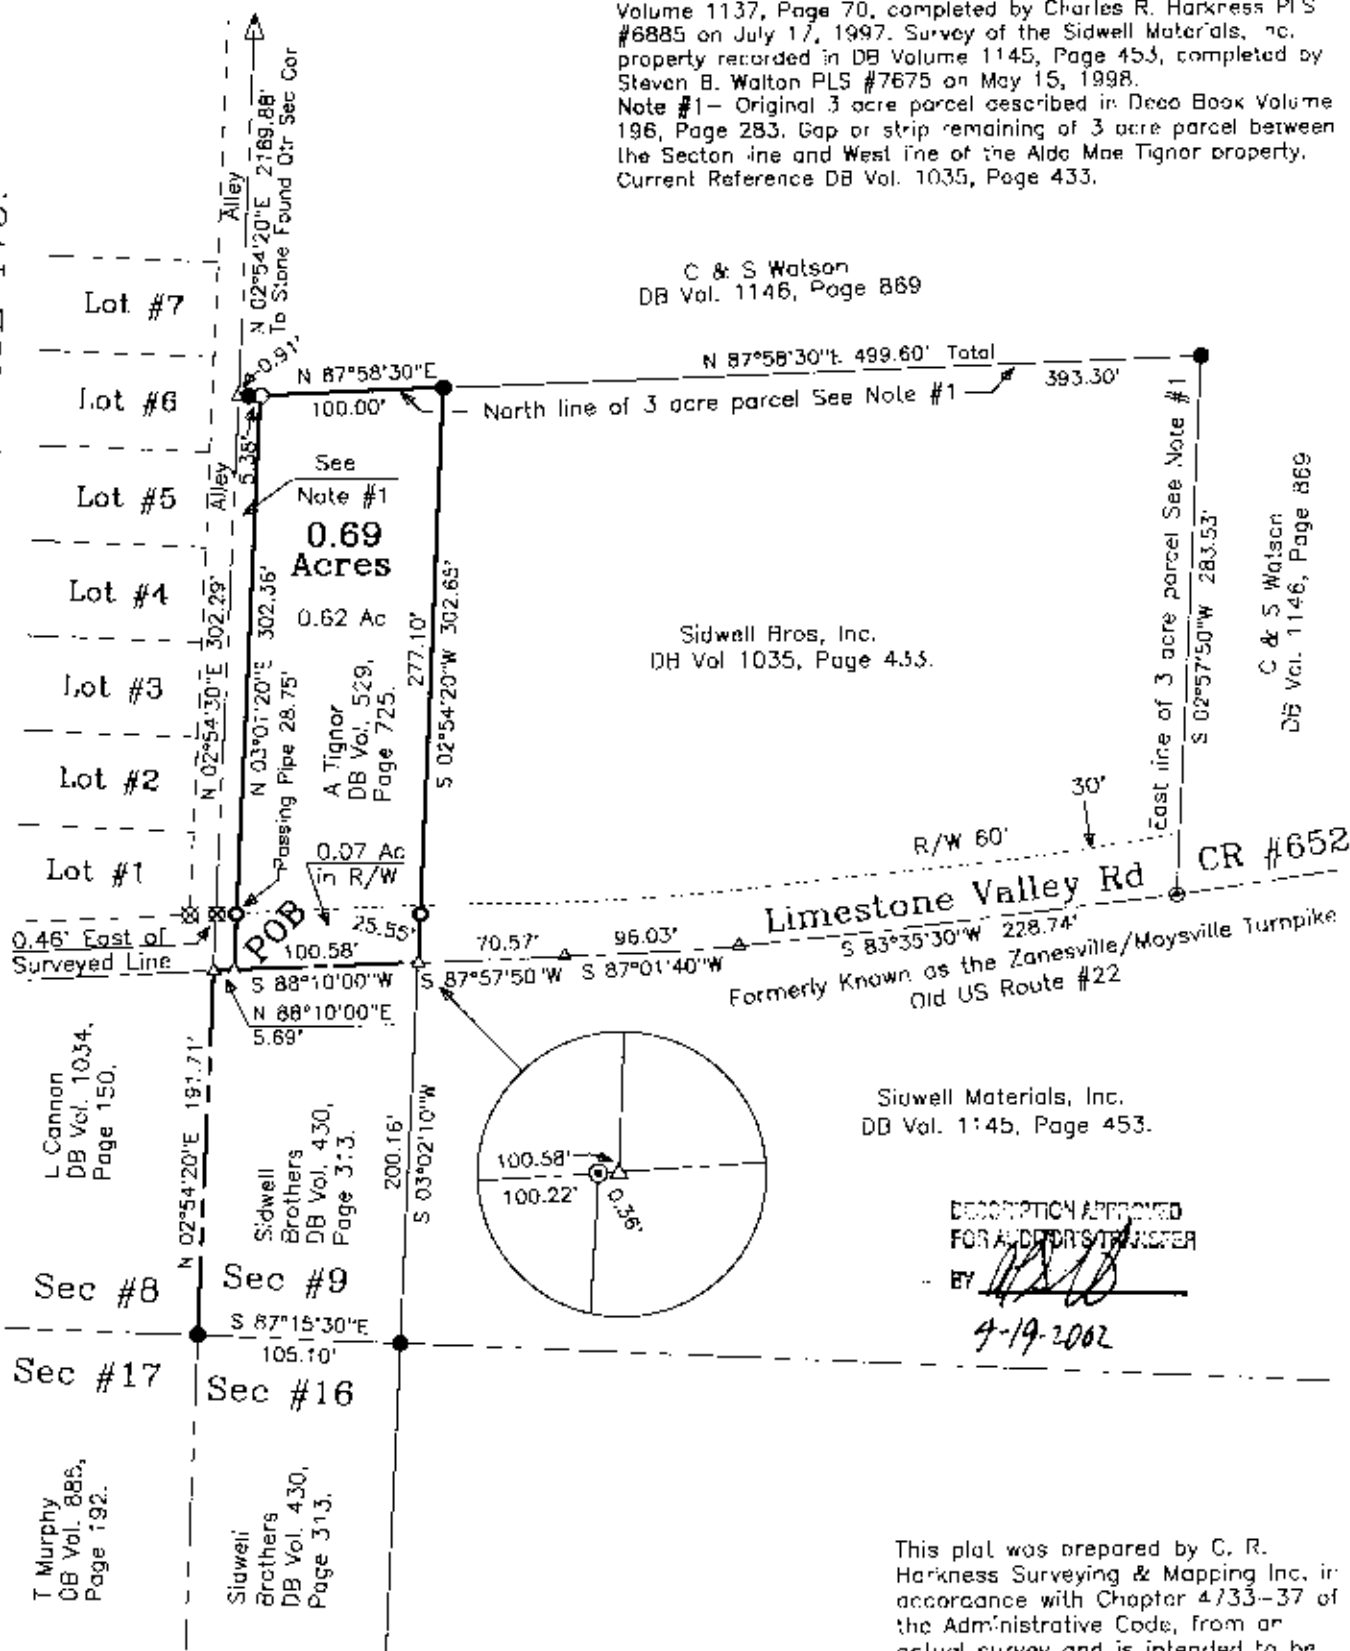 Volume 1137, Page 70, completed by Charles R. Harkness PLS
#6885 on July 17, 1997. Survey of the Sidwell Materials, Inc.
property recorded in DB Volume 1145, Page 453, completed by
Steven B. Walton PLS #7675 on May 15, 1998.
Note #1- Original 3 acre parcel described in Deed Book Volume
196, Page 283. Gap or strip remaining of 3 acre parcel between
the Secton line and West line of the Alda Mae Tignor property.
Current Reference DB Vol. 1035, Page 433.
C & S Watson
DB Vol. 1146, Page 869
Alley
N 02°54'20"E 2189.88'
To Stone Found Qtr Sec Cor
Lot #7
Lot #6
Lot #5
Lot #4
Lot #3
Lot #2
Lot #1
0.91'
N 87°58'30"E
100.00'
N 87°58'30"E 499.60' Total
393.30'
North line of 3 acre parcel See Note #1
5.35'
Alley
See
Note #1
0.69
Acres
0.62 Ac
N 02°54'30"E 302.29'
N 03°01'20"E 302.36'
Passing Pipe 28.75'
A Tignor
DB Vol. 529,
Page 725.
277.10'
S 02°54'20"W 302.65'
Sidwell Bros, Inc.
DB Vol 1035, Page 433.
East line of 3 acre parcel See Note #1
S 02°57'50"W 283.53'
C & S Watson
DB Vol. 1146, Page 869
30'
R/W 60'
0.07 Ac
in R/W
Limestone Valley Rd
CR #652
0.46' East of
Surveyed Line
POB
25.55'
100.58'
70.57'
96.03'
S 83°35'30"W 228.74'
S 88°10'00"W
S 87°57'50"W
S 87°01'40"W
Formerly Known as the Zanesville/Maysville Turnpike
Old US Route #22
N 88°10'00"E
5.69'
L Cannon
DB Vol. 1034,
Page 150.
N 02°54'20"E 191.71'
Sidwell
Brothers
DB Vol. 430,
Page 313.
200.16'
S 03°02'10"W
100.58'
100.22'
0.36'
Sidwell Materials, Inc.
DB Vol. 1145, Page 453.
DESCRIPTION APPROVED
FOR AUDITOR'S TRANSFER
BY
4-19-2002
Sec #8
Sec #9
S 87°15'30"E
105.10'
Sec #17
Sec #16
T Murphy
DB Vol. 886,
Page 192.
Sidwell
Brothers
DB Vol. 430,
Page 313.
This plat was prepared by C. R.
Harkness Surveying & Mapping Inc. in
accordance with Chapter 4733-37 of
the Administrative Code, from an
actual survey and is intended to be